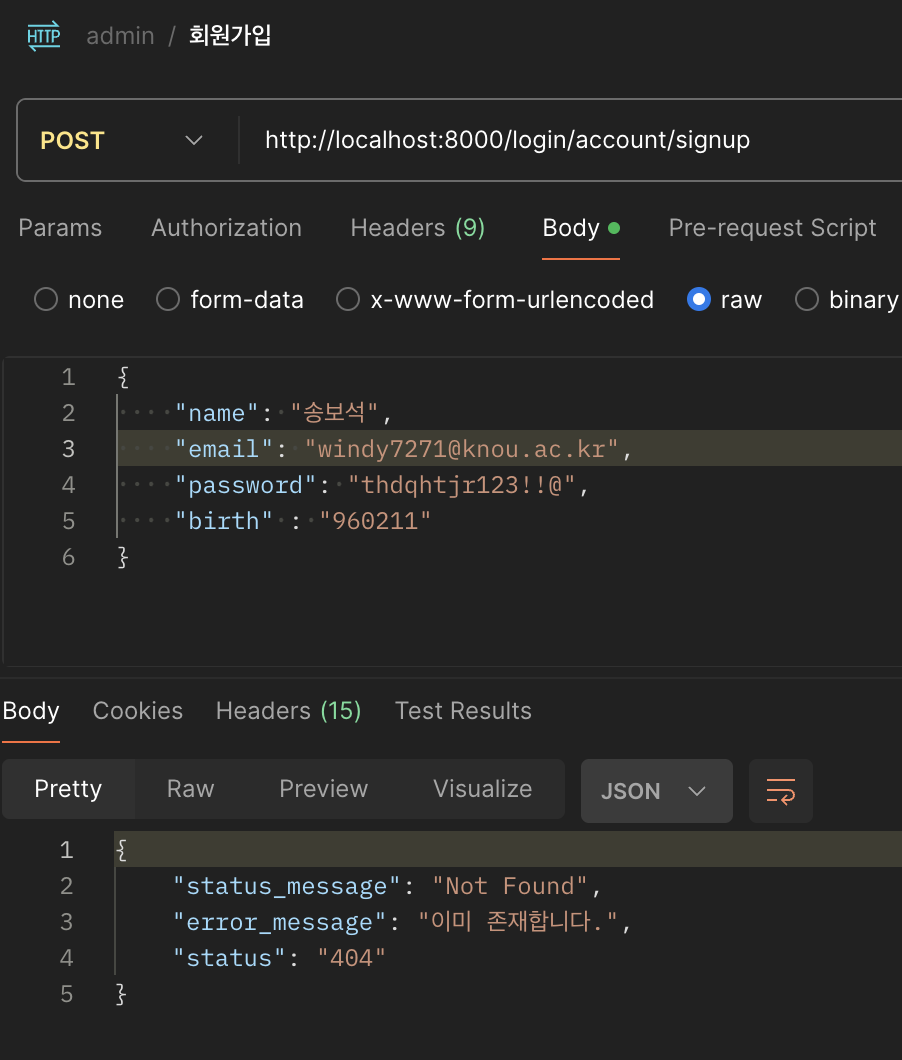 HTTP admin / 회원가입
POST http://localhost:8000/login/account/signup
Params Authorization Headers (9) Body Pre-request Script
none form-data x-www-form-urlencoded raw binary
1 {
2 "name": "송보석",
3 "email": "windy7271@knou.ac.kr",
4 "password": "thdqhtjr123!!@",
5 "birth" : "960211"
6 }
Body Cookies Headers (15) Test Results
Pretty Raw Preview Visualize JSON
1 {
2 "status_message": "Not Found",
3 "error_message": "이미 존재합니다.",
4 "status": "404"
5 }